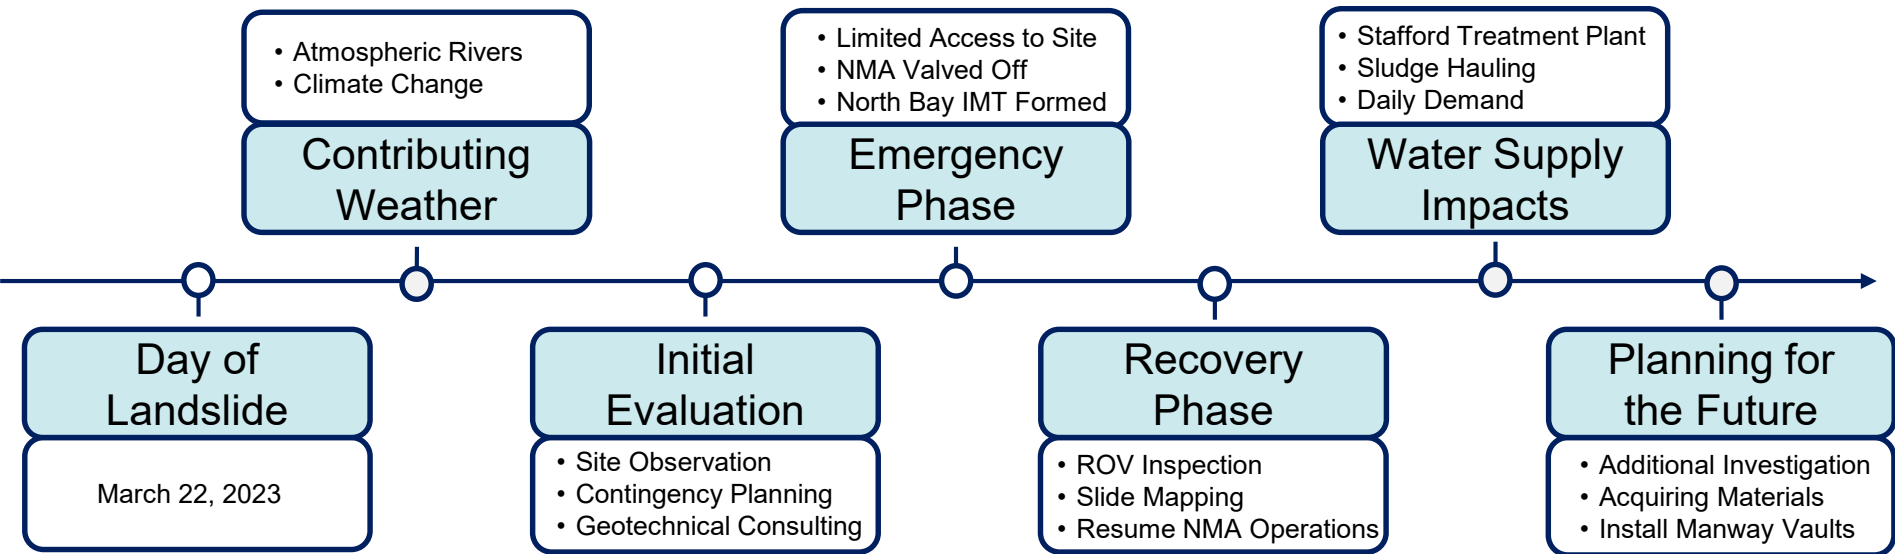 • Atmospheric Rivers
• Climate Change
Contributing
Weather
• Limited Access to Site
• NMA Valved Off
• North Bay IMT Formed
Emergency
Phase
• Stafford Treatment Plant
• Sludge Hauling
• Daily Demand
Water Supply
Impacts
Day of
Landslide
March 22, 2023
Initial
Evaluation
• Site Observation
• Contingency Planning
• Geotechnical Consulting
Recovery
Phase
• ROV Inspection
• Slide Mapping
• Resume NMA Operations
Planning for
the Future
• Additional Investigation
• Acquiring Materials
• Install Manway Vaults